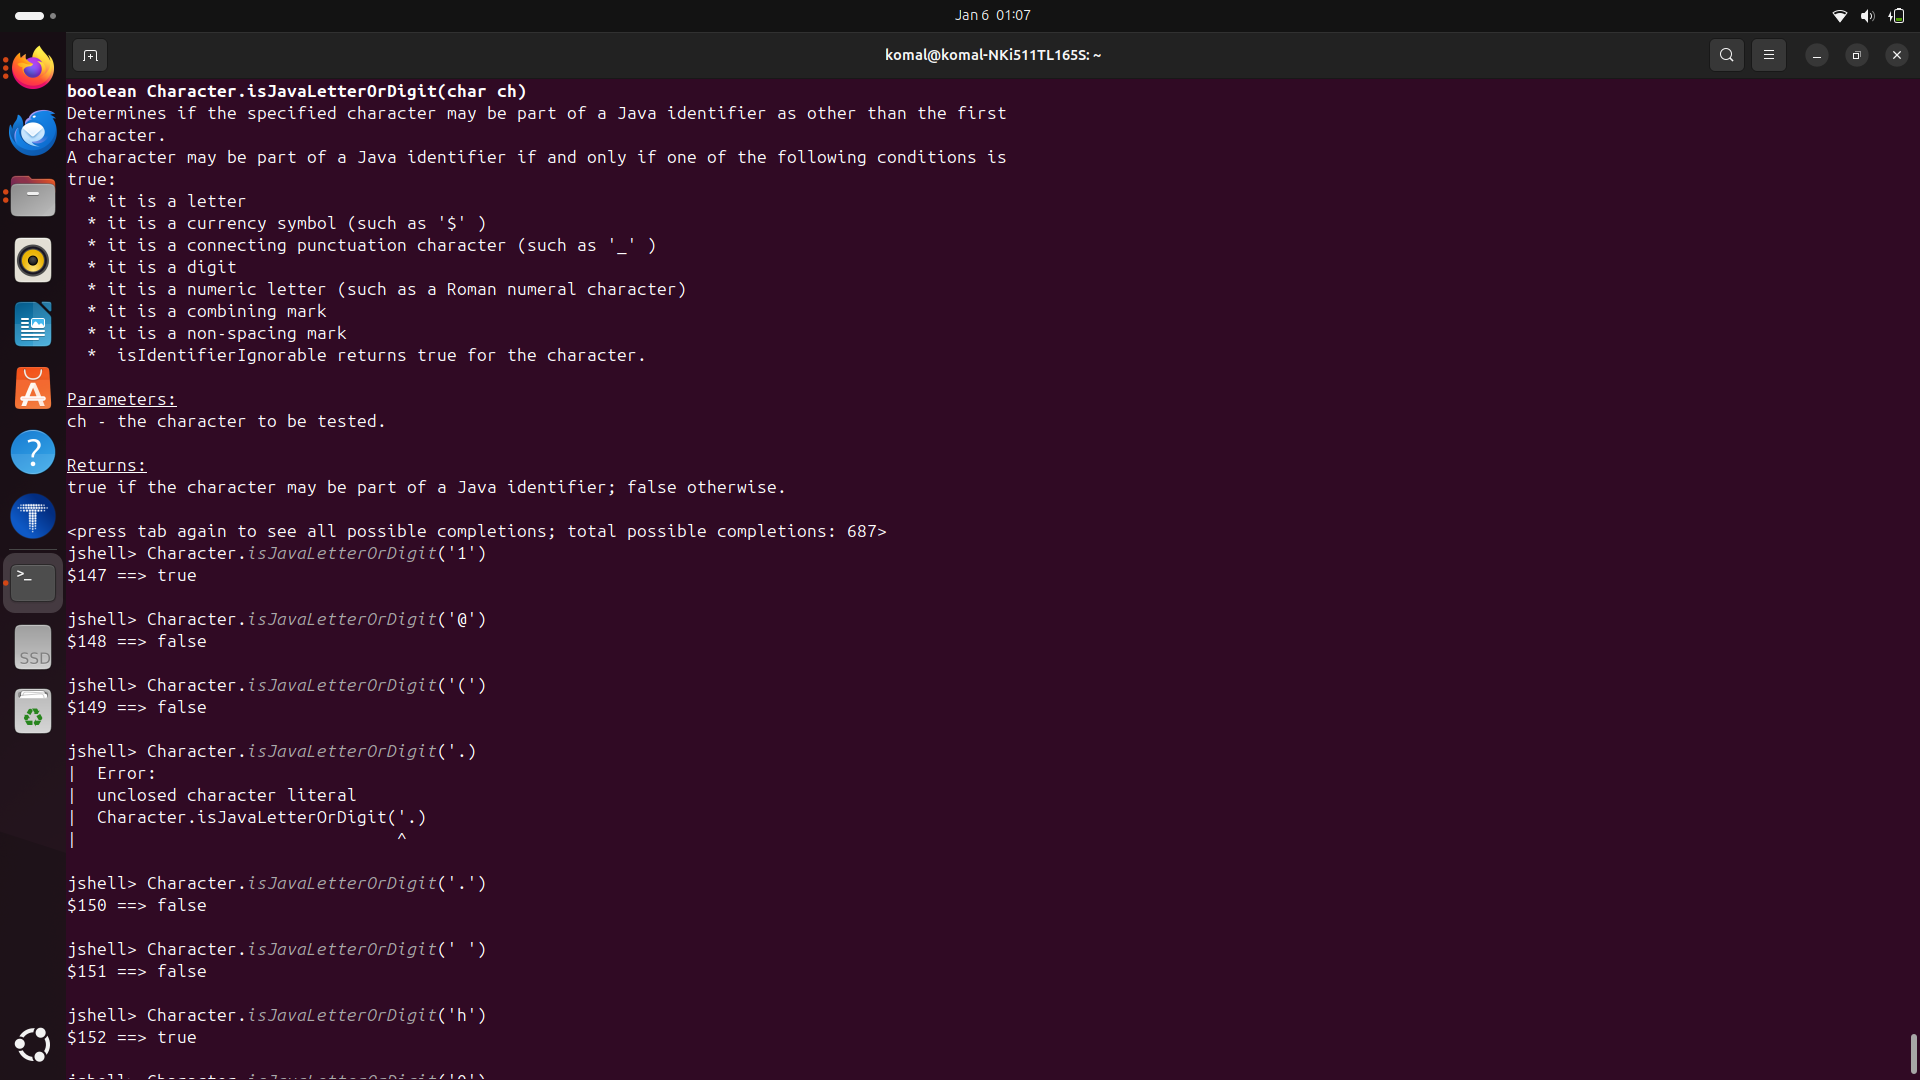 Jan 6 01:07
komal@komal-NKi511TL165S: ~
boolean Character.isJavaLetterOrDigit(char ch)
Determines if the specified character may be part of a Java identifier as other than the first
character.
A character may be part of a Java identifier if and only if one of the following conditions is
true:
* it is a letter
* it is a currency symbol (such as '$' )
* it is a connecting punctuation character (such as '_' )
* it is a digit
* it is a numeric letter (such as a Roman numeral character)
* it is a combining mark
* it is a non-spacing mark
*  isIdentifierIgnorable returns true for the character.
Parameters:
ch - the character to be tested.
Returns:
true if the character may be part of a Java identifier; false otherwise.
<press tab again to see all possible completions; total possible completions: 687>
jshell> Character.isJavaLetterOrDigit('1')
$147 ==> true
jshell> Character.isJavaLetterOrDigit('@')
$148 ==> false
jshell> Character.isJavaLetterOrDigit('(')
$149 ==> false
jshell> Character.isJavaLetterOrDigit('.)
|  Error:
|  unclosed character literal
|  Character.isJavaLetterOrDigit('.)
|                                ^
jshell> Character.isJavaLetterOrDigit('.')
$150 ==> false
jshell> Character.isJavaLetterOrDigit(' ')
$151 ==> false
jshell> Character.isJavaLetterOrDigit('h')
$152 ==> true
SSD